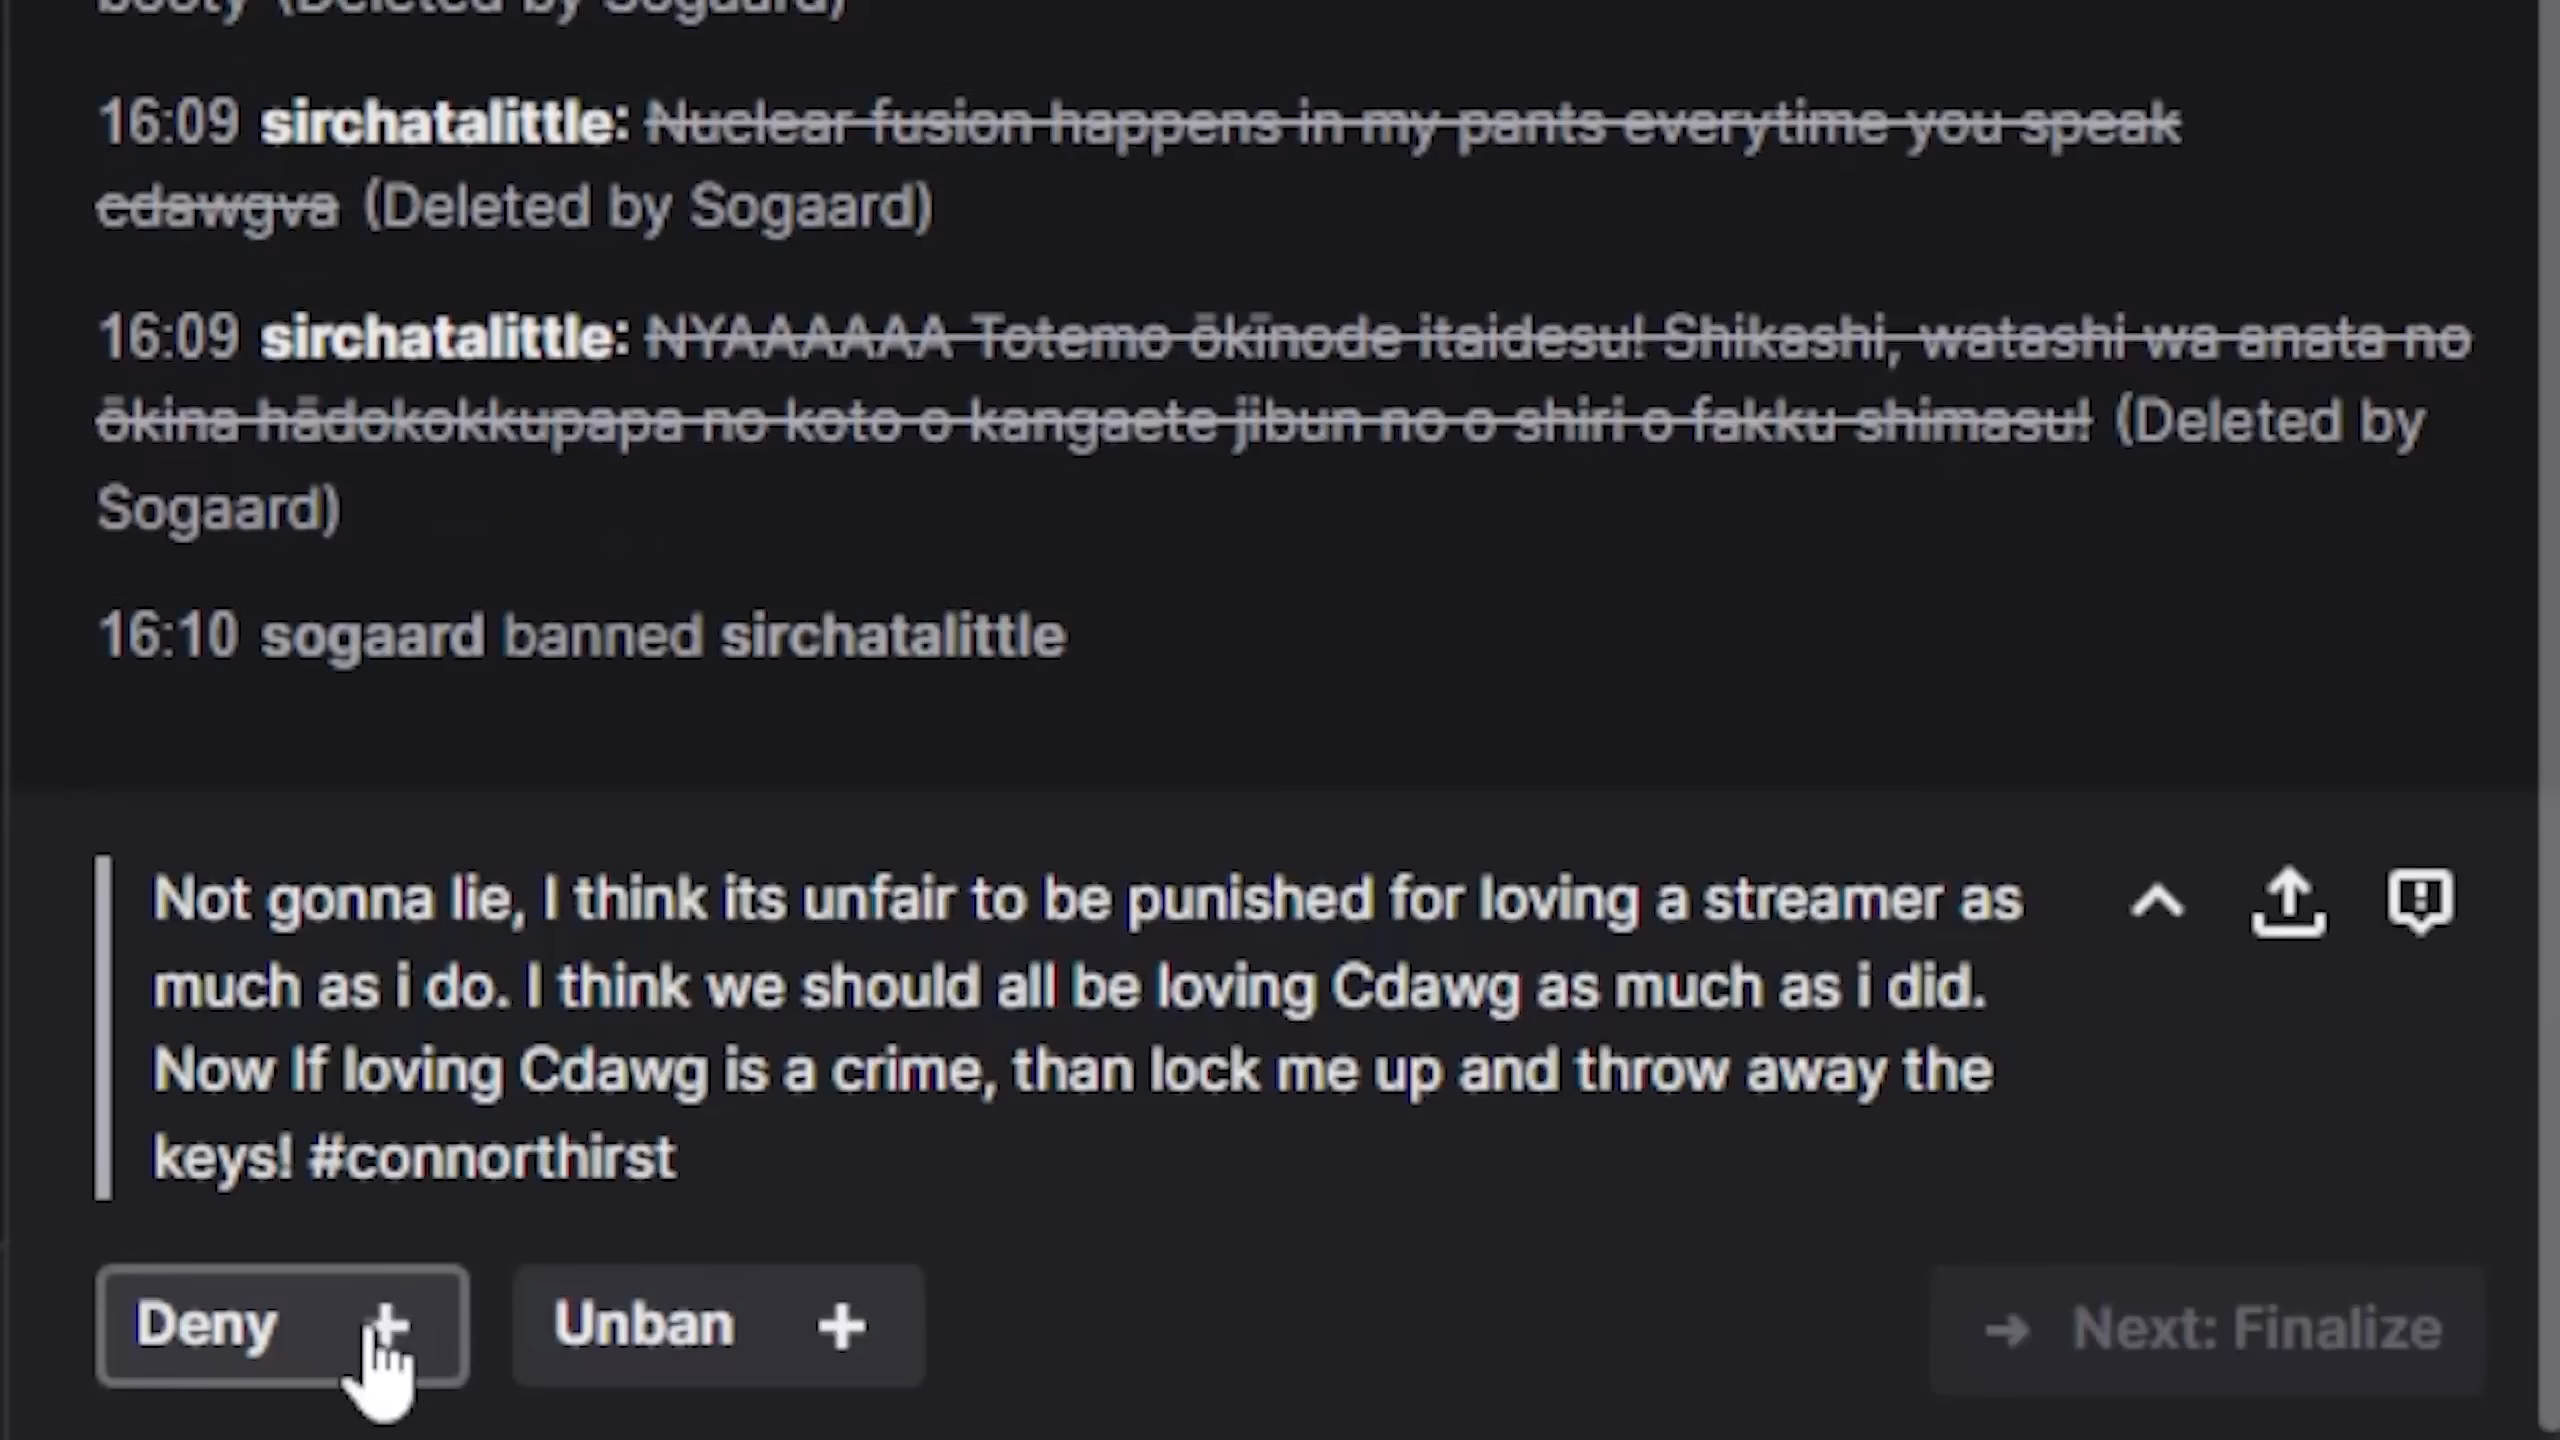 booty (Deleted by Sogaard)
16:09 sirchatalittle: Nuclear fusion happens in my pants everytime you speak
cdawgva (Deleted by Sogaard)
16:09 sirchatalittle: NYAAAAAA Totemo ōkīnode itaidesu! Shikashi, watashi wa anata no
ōkina hādokokkupapa no koto o kangaete jibun no o shiri o fakku shimasu! (Deleted by
Sogaard)
16:10 sogaard banned sirchatalittle
Not gonna lie, I think its unfair to be punished for loving a streamer as
much as i do. I think we should all be loving Cdawg as much as i did.
Now If loving Cdawg is a crime, than lock me up and throw away the
keys! #connorthirst
Deny + Unban + → Next: Finalize